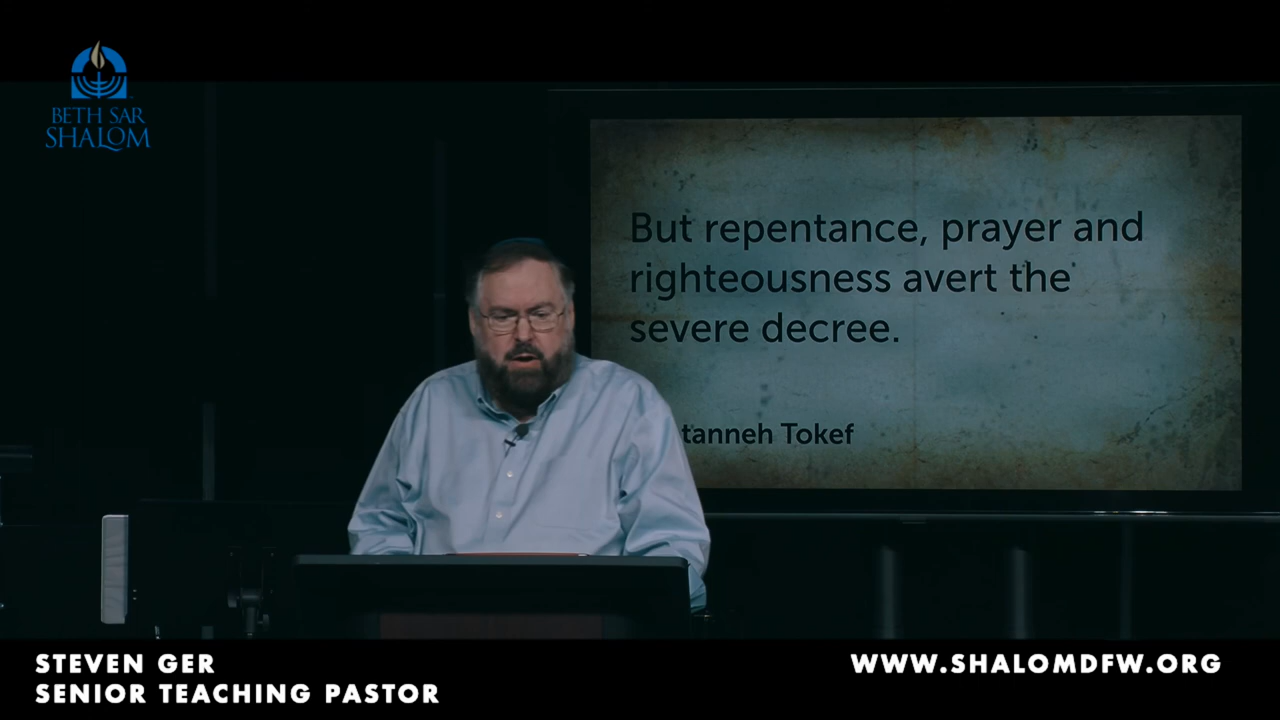 BETH SAR
SHALOM
But repentance, prayer and
righteousness avert the
severe decree.
tanneh Tokef
STEVEN GER
SENIOR TEACHING PASTOR
WWW.SHALOMDFW.ORG